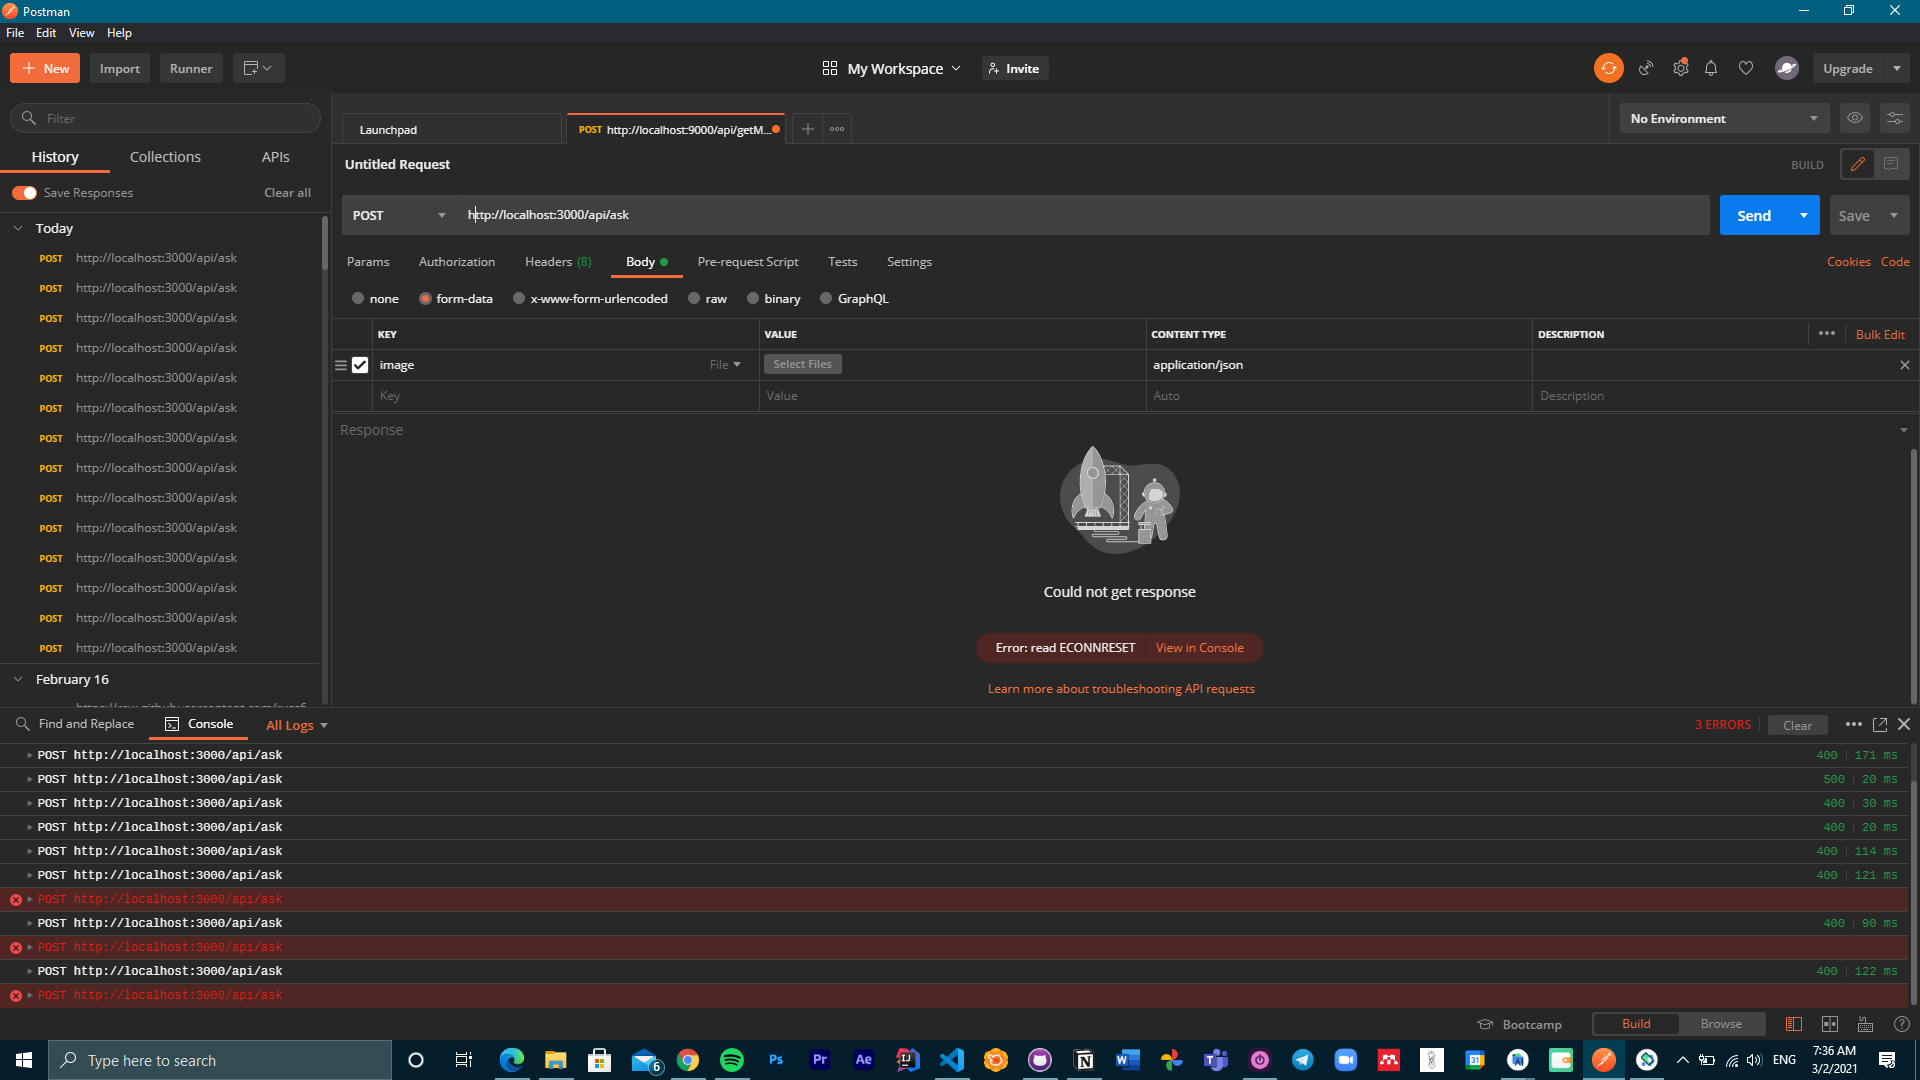 Postman
File Edit View Help
New Import Runner
My Workspace Invite
Upgrade
Filter
History Collections APIs
Save Responses Clear all
Today
POST http://localhost:3000/api/ask
POST http://localhost:3000/api/ask
POST http://localhost:3000/api/ask
POST http://localhost:3000/api/ask
POST http://localhost:3000/api/ask
POST http://localhost:3000/api/ask
POST http://localhost:3000/api/ask
POST http://localhost:3000/api/ask
POST http://localhost:3000/api/ask
POST http://localhost:3000/api/ask
POST http://localhost:3000/api/ask
POST http://localhost:3000/api/ask
POST http://localhost:3000/api/ask
POST http://localhost:3000/api/ask
February 16
Launchpad
POST http://localhost:9000/api/getM...
No Environment
Untitled Request
BUILD
POST http://localhost:3000/api/ask
Send Save
Params Authorization Headers (8) Body Pre-request Script Tests Settings
Cookies Code
none form-data x-www-form-urlencoded raw binary GraphQL
KEY VALUE CONTENT TYPE DESCRIPTION
Bulk Edit
image File Select Files application/json
Key Value Auto Description
Response
Could not get response
Error: read ECONNRESET View in Console
Learn more about troubleshooting API requests
Find and Replace Console All Logs
3 ERRORS Clear
POST http://localhost:3000/api/ask 400 171 ms
POST http://localhost:3000/api/ask 500 20 ms
POST http://localhost:3000/api/ask 400 30 ms
POST http://localhost:3000/api/ask 400 20 ms
POST http://localhost:3000/api/ask 400 114 ms
POST http://localhost:3000/api/ask 400 121 ms
POST http://localhost:3000/api/ask
POST http://localhost:3000/api/ask 400 90 ms
POST http://localhost:3000/api/ask
POST http://localhost:3000/api/ask 400 122 ms
POST http://localhost:3000/api/ask
Bootcamp Build Browse
Type here to search
6
Ps Pr Ae IJ
31
ENG
7:36 AM
3/2/2021